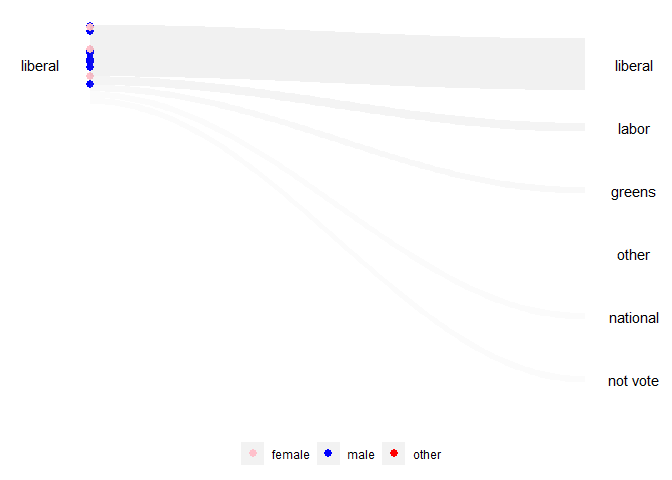 liberal
liberal
labor
greens
other
national
not vote
female male other